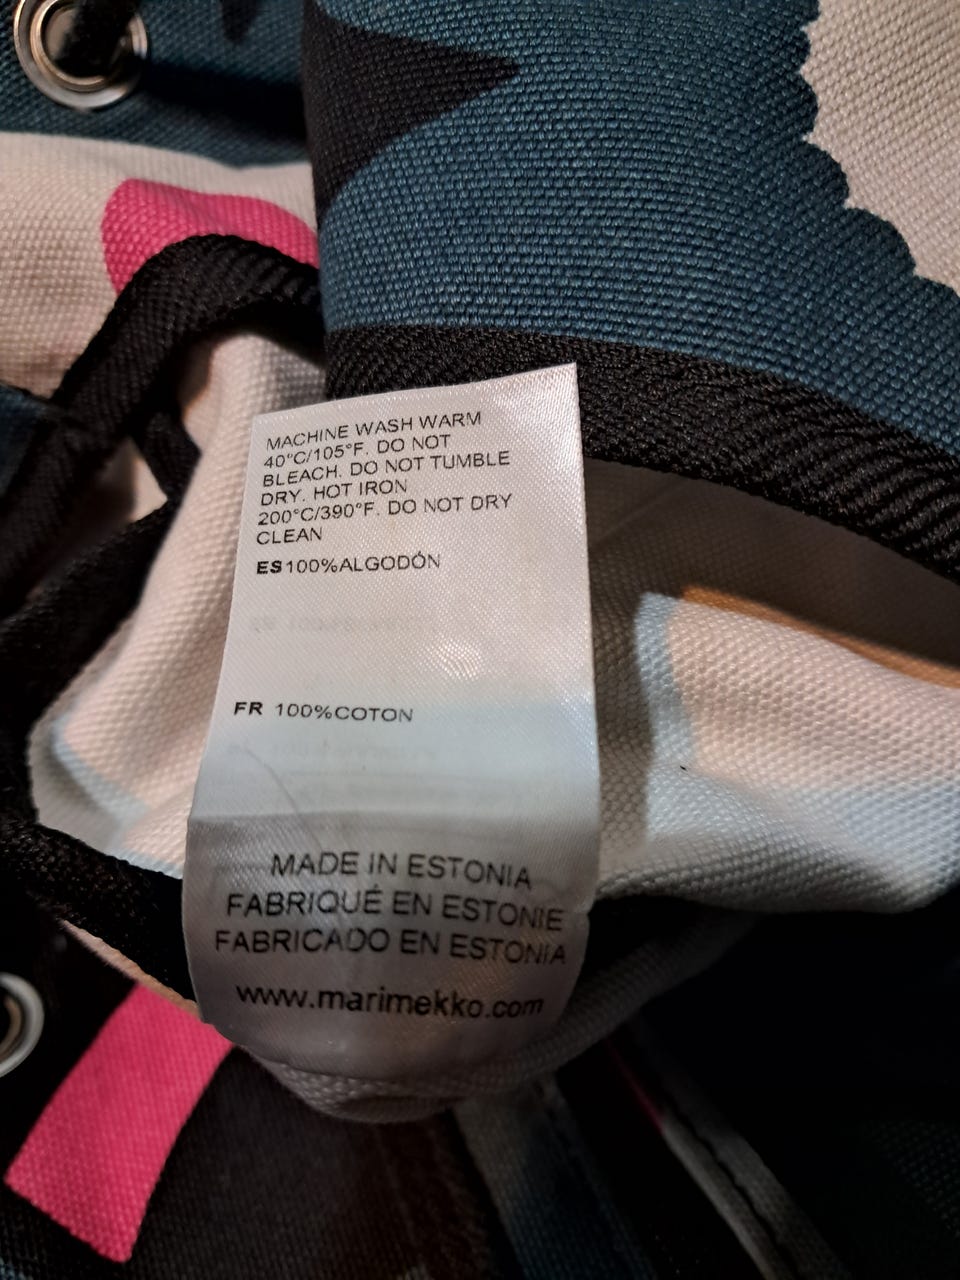 MACHINE WASH WARM
40°C/105°F. DO NOT
BLEACH. DO NOT TUMBLE
DRY. HOT IRON
200°C/390°F. DO NOT DRY
CLEAN
ES100%ALGODÓN
FR 100%COTON
MADE IN ESTONIA
FABRIQUÉ EN ESTONIE
FABRICADO EN ESTONIA
www.marimekko.com